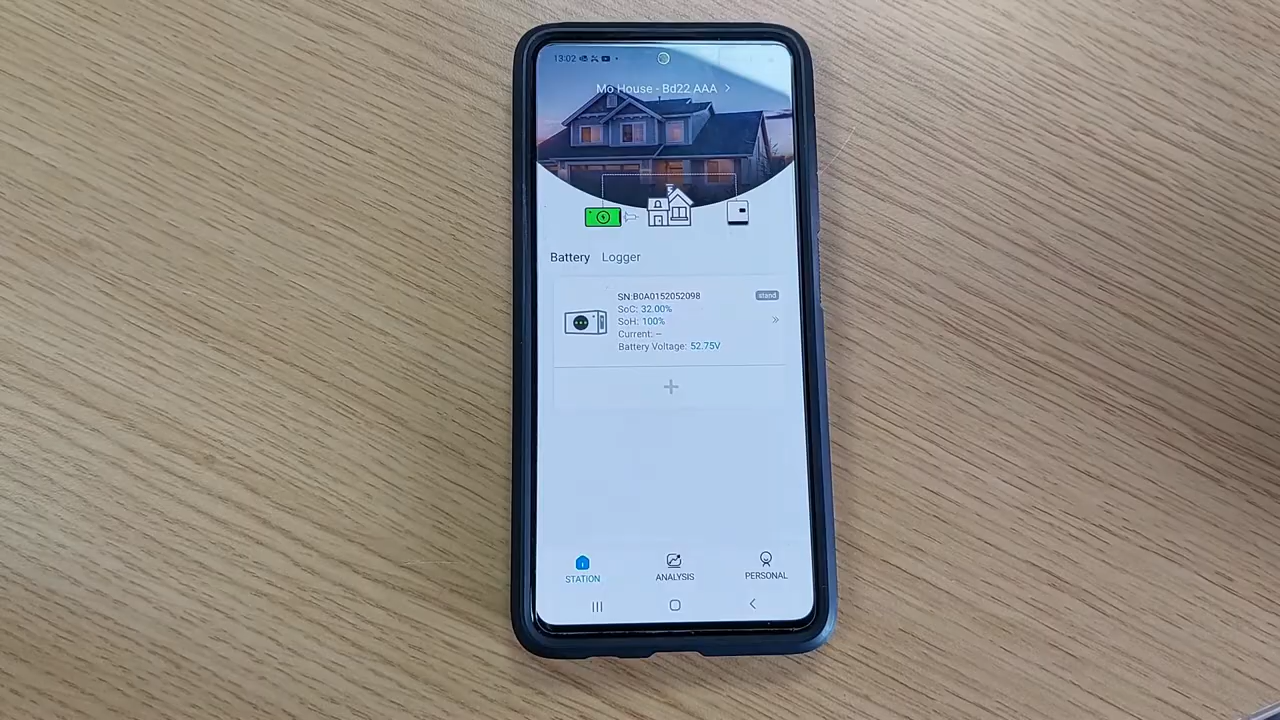 13:02
Mo House - Bd22 AAA >
Battery Logger
SN:B0A0152052098 stand
SoC: 32.00%
SoH: 100%
Current: --
Battery Voltage: 52.75V
STATION ANALYSIS PERSONAL